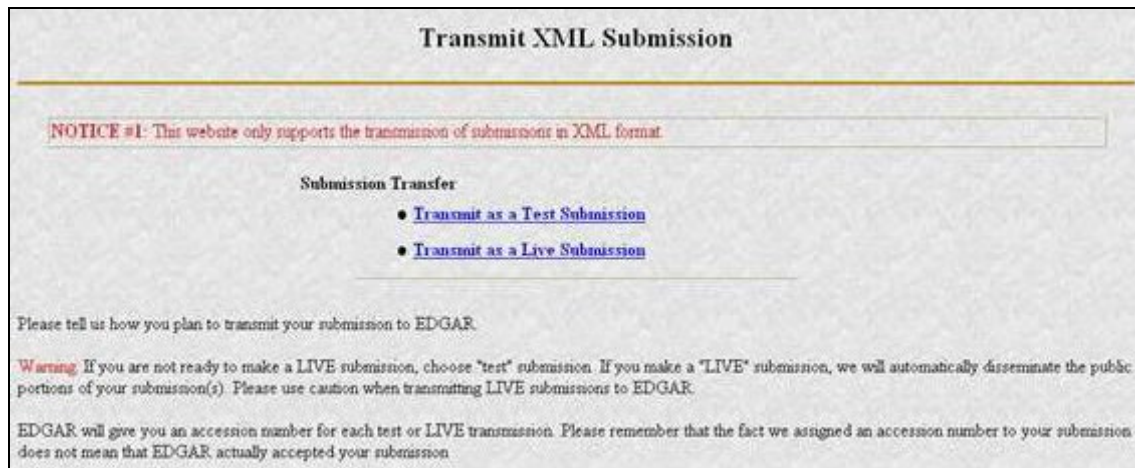 Transmit XML Submission
NOTICE #1: This website only supports the transmission of submissions in XML format.
Submission Transfer
● Transmit as a Test Submission
● Transmit as a Live Submission
Please tell us how you plan to transmit your submission to EDGAR.
Warning: If you are not ready to make a LIVE submission, choose "test" submission. If you make a "LIVE" submission, we will automatically disseminate the public
portions of your submission(s). Please use caution when transmitting LIVE submissions to EDGAR.
EDGAR will give you an accession number for each test or LIVE transmission. Please remember that the fact we assigned an accession number to your submission
does not mean that EDGAR actually accepted your submission